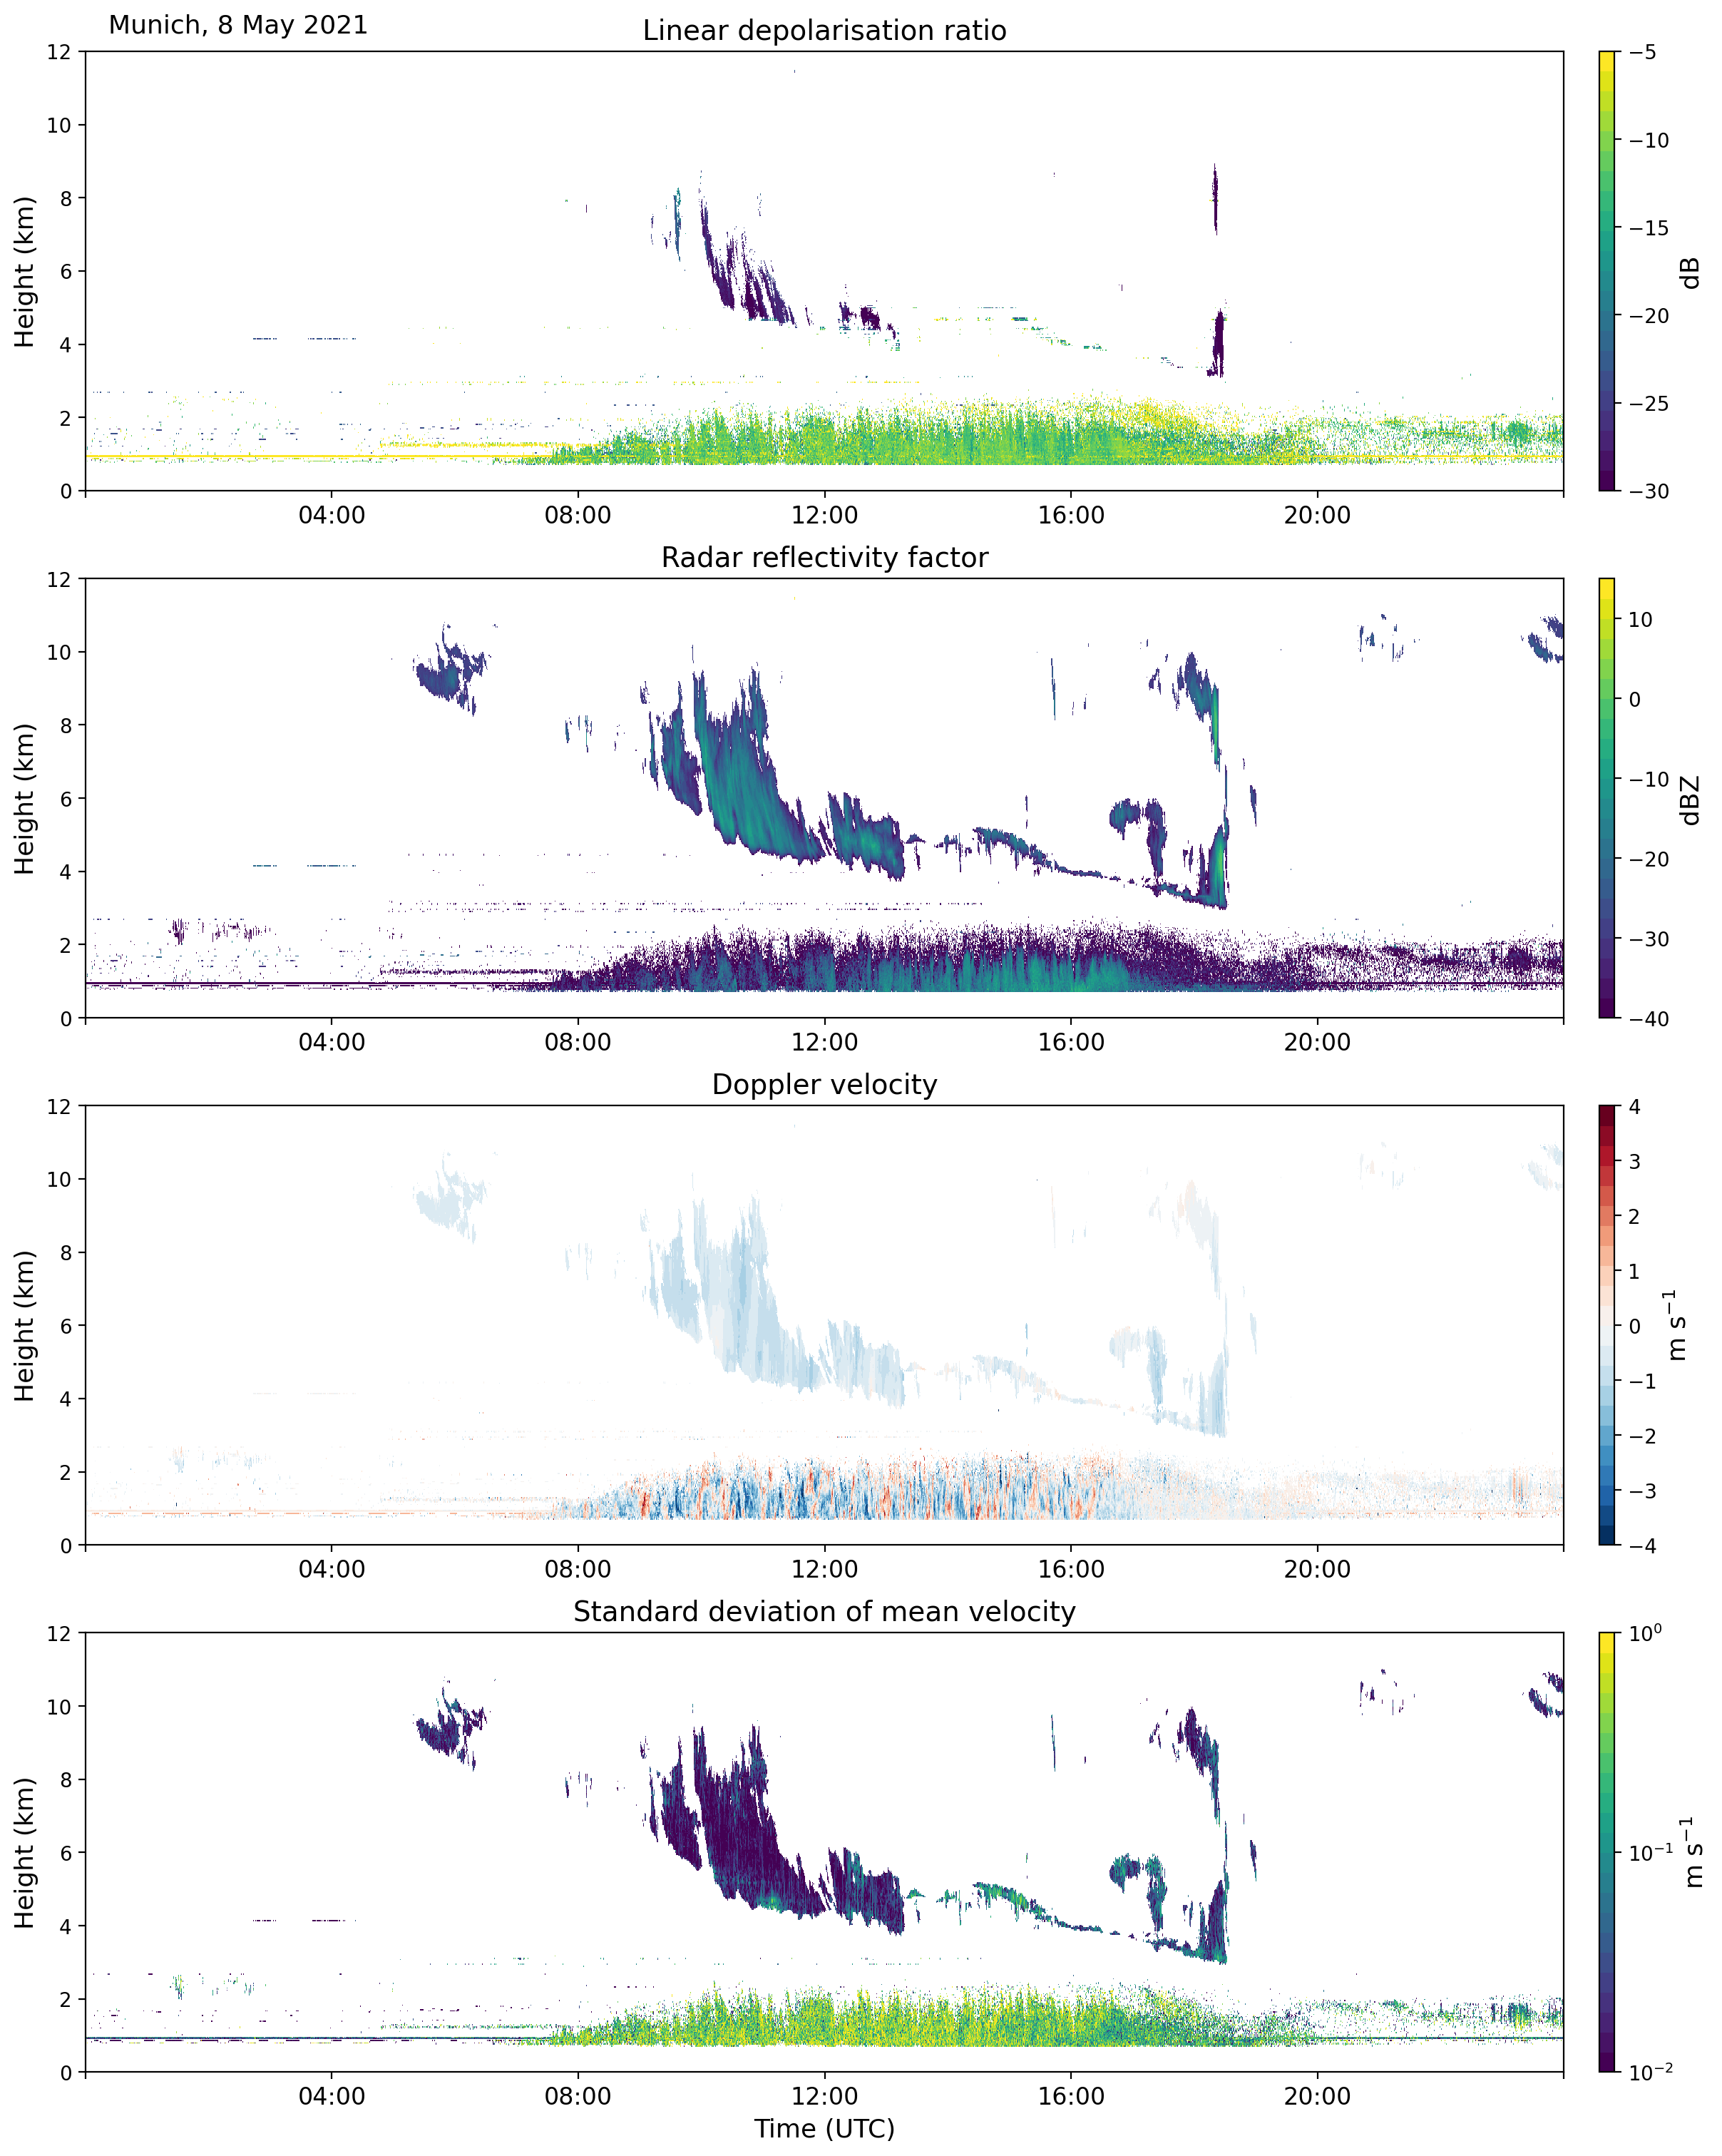 Munich, 8 May 2021
Linear depolarisation ratio
12
10
8
6
4
2
0
Height (km)
04:00 08:00 12:00 16:00 20:00
−5
−10
−15
−20
−25
−30
dB
Radar reflectivity factor
12
10
8
6
4
2
0
Height (km)
04:00 08:00 12:00 16:00 20:00
10
0
−10
−20
−30
−40
dBZ
Doppler velocity
12
10
8
6
4
2
0
Height (km)
04:00 08:00 12:00 16:00 20:00
4
3
2
1
0
−1
−2
−3
−4
m s⁻¹
Standard deviation of mean velocity
12
10
8
6
4
2
0
Height (km)
04:00 08:00 12:00 16:00 20:00
Time (UTC)
10⁰
10⁻¹
10⁻²
m s⁻¹